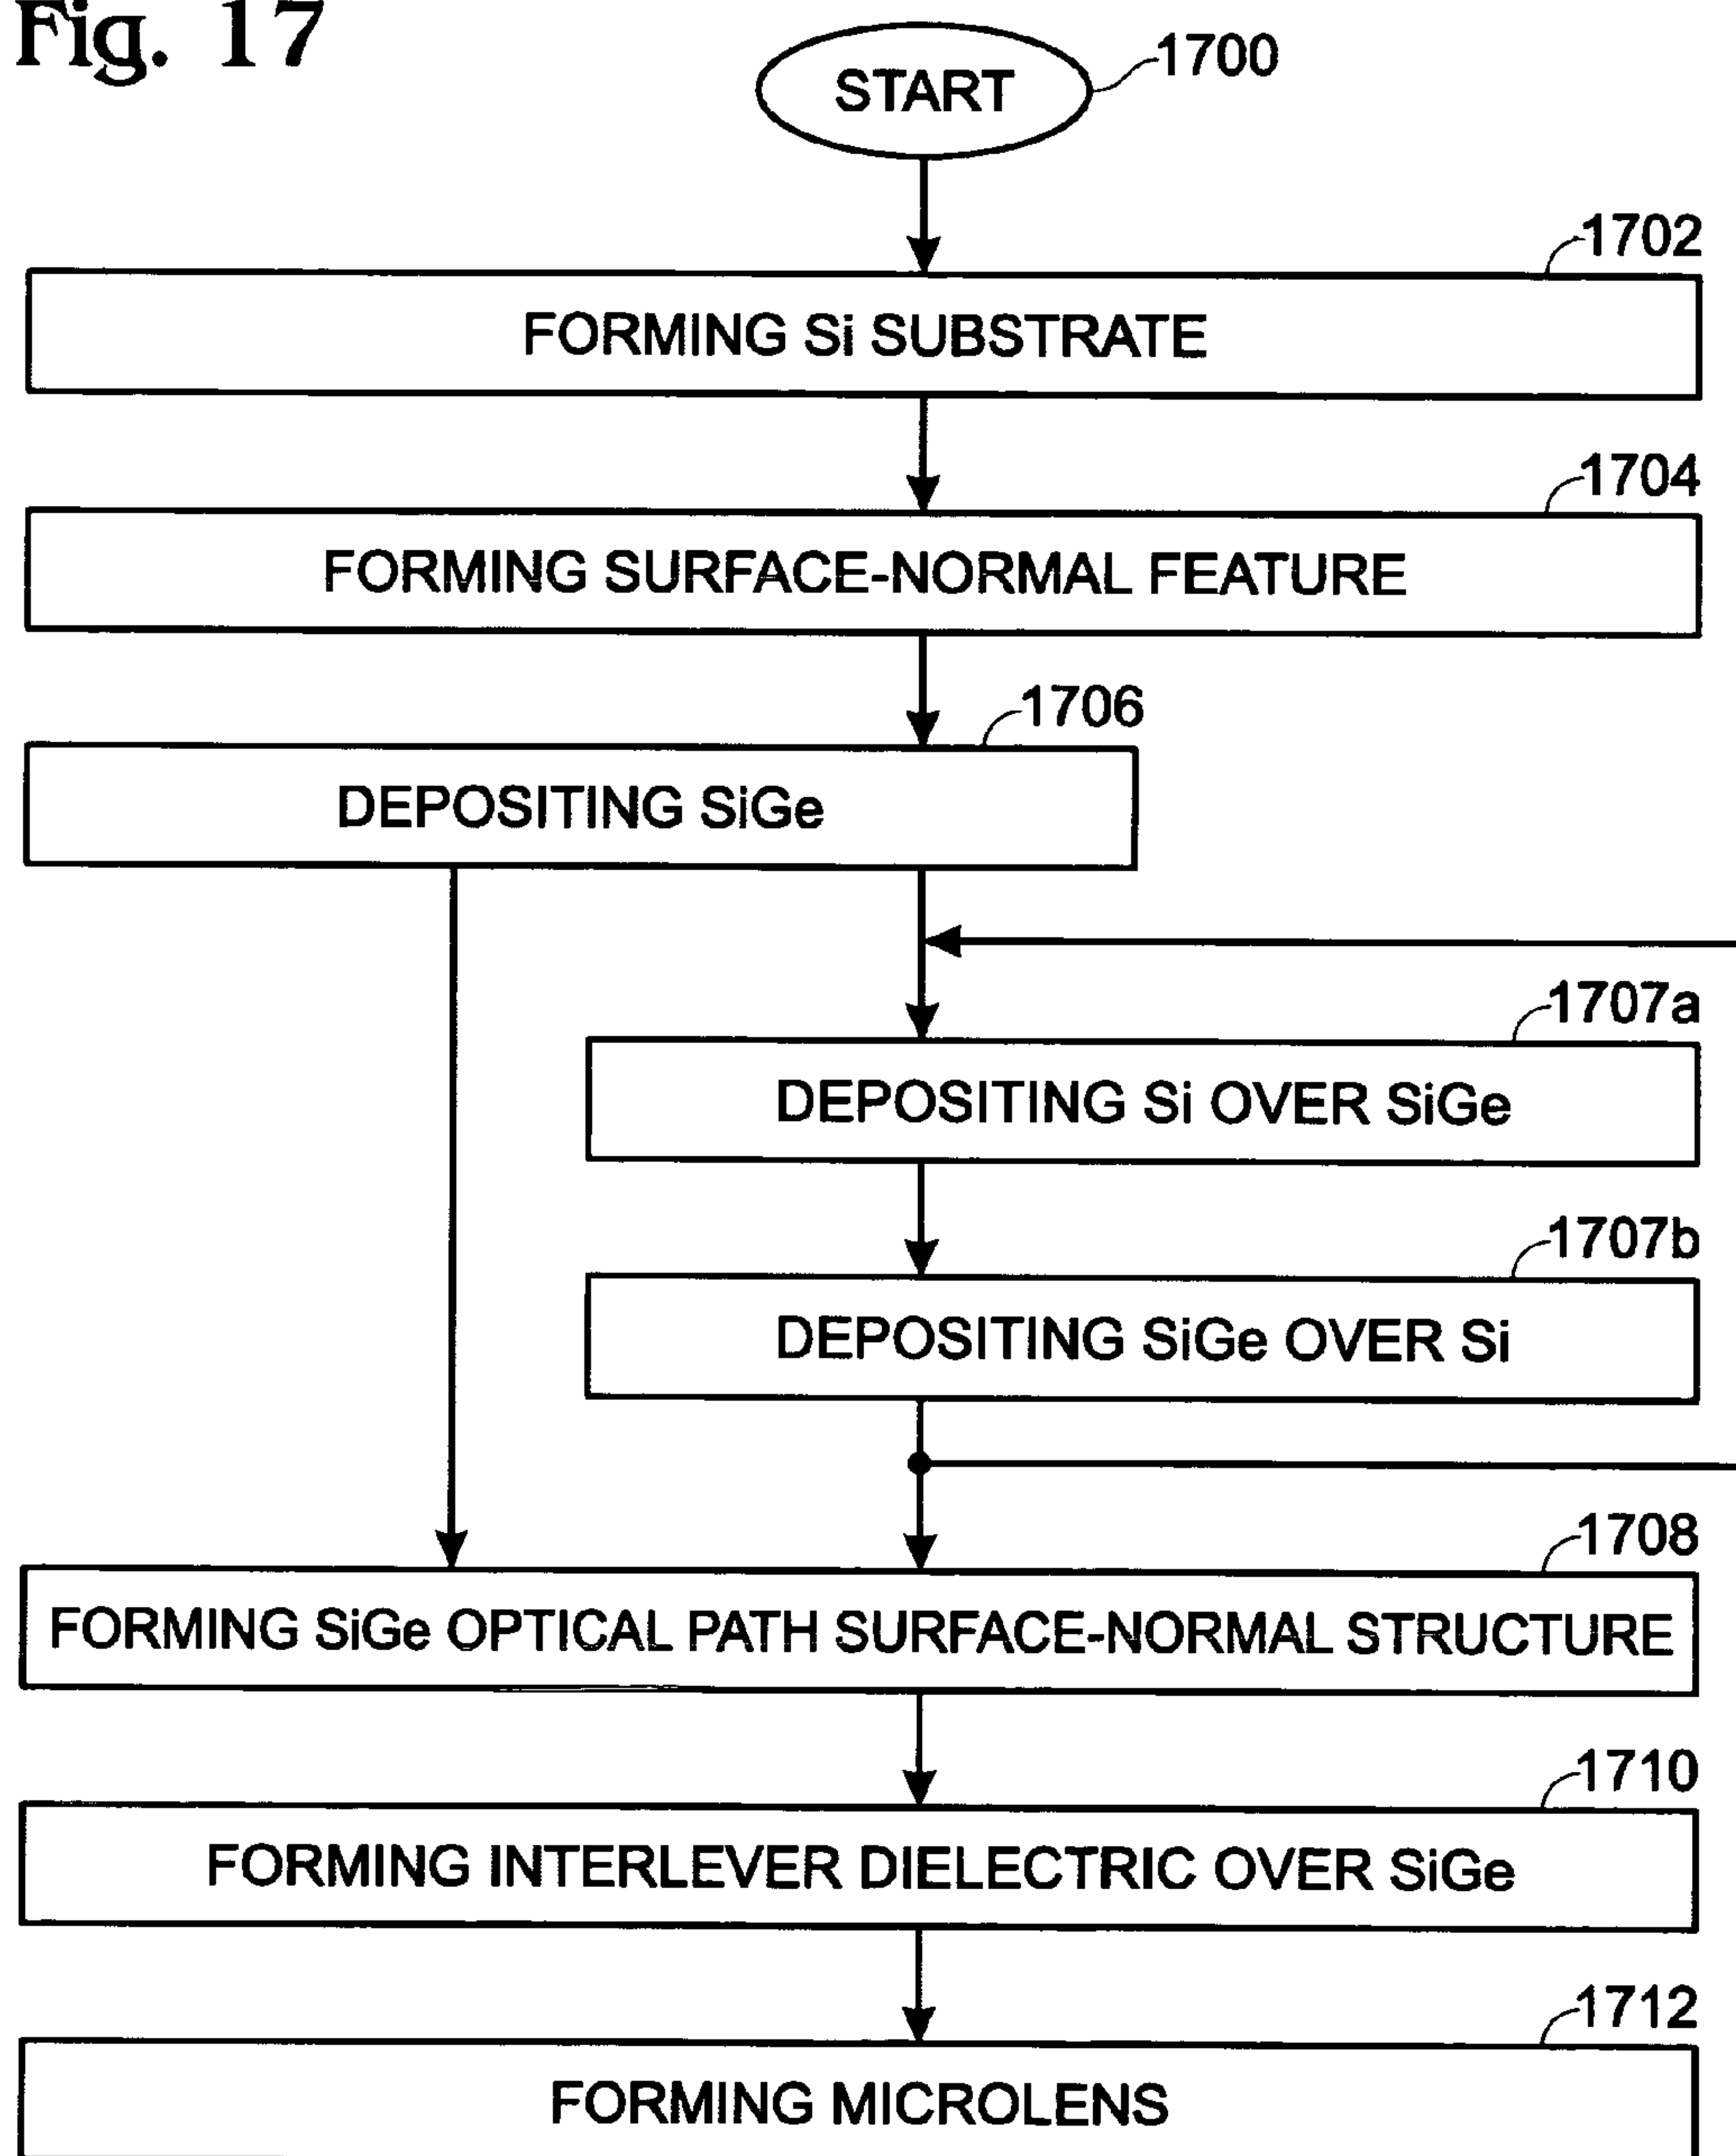 Fig. 17
START
1700
1702
FORMING Si SUBSTRATE
1704
FORMING SURFACE-NORMAL FEATURE
1706
DEPOSITING SiGe
1707a
DEPOSITING Si OVER SiGe
1707b
DEPOSITING SiGe OVER Si
1708
FORMING SiGe OPTICAL PATH SURFACE-NORMAL STRUCTURE
1710
FORMING INTERLEVER DIELECTRIC OVER SiGe
1712
FORMING MICROLENS